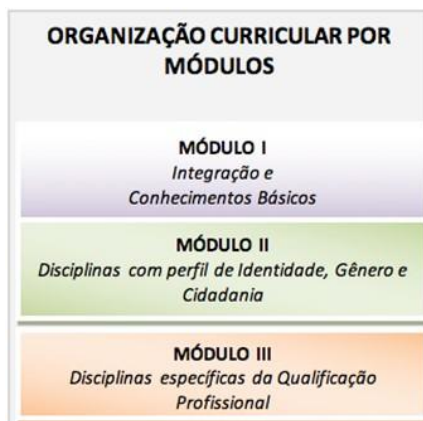 ORGANIZAÇÃO CURRICULAR POR
MÓDULOS
MÓDULO I
Integração e
Conhecimentos Básicos
MÓDULO II
Disciplinas com perfil de Identidade, Gênero e
Cidadania
MÓDULO III
Disciplinas específicas da Qualificação
Profissional